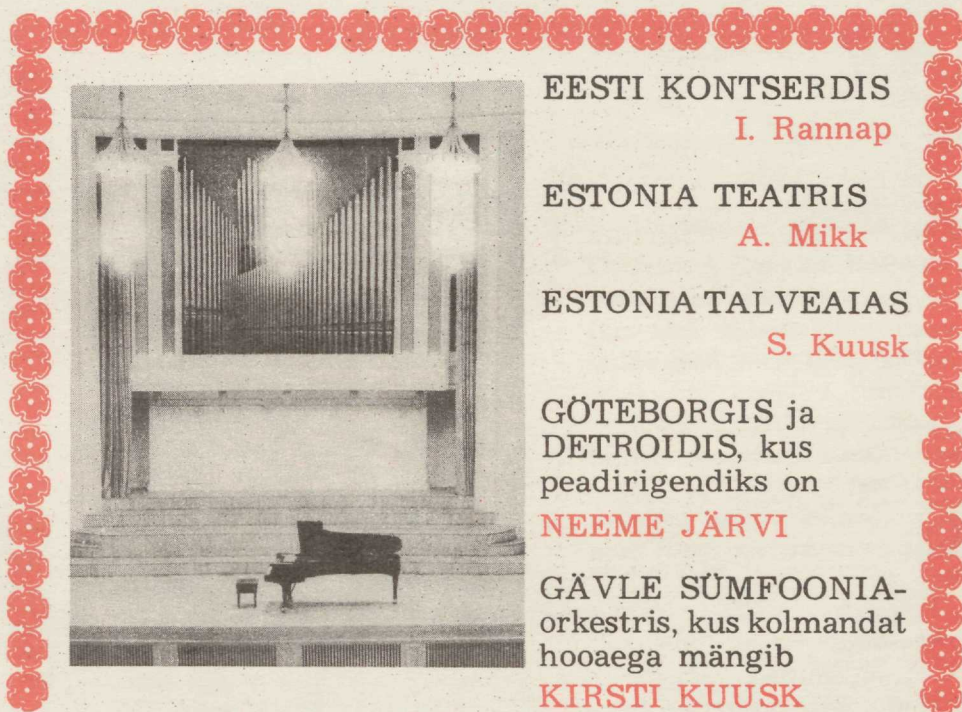 EESTI KONTSERDIS
I. Rannap
ESTONIA TEATRIS
A. Mikk
ESTONIA TALVEAIAS
S. Kuusk
GÖTEBORGIS ja
DETROIDIS, kus
peadirigendiks on
NEEME JÄRVI
GÄVLE SÜMFOONIA-
orkestris, kus kolmandat
hooaega mängib
KIRSTI KUUSK